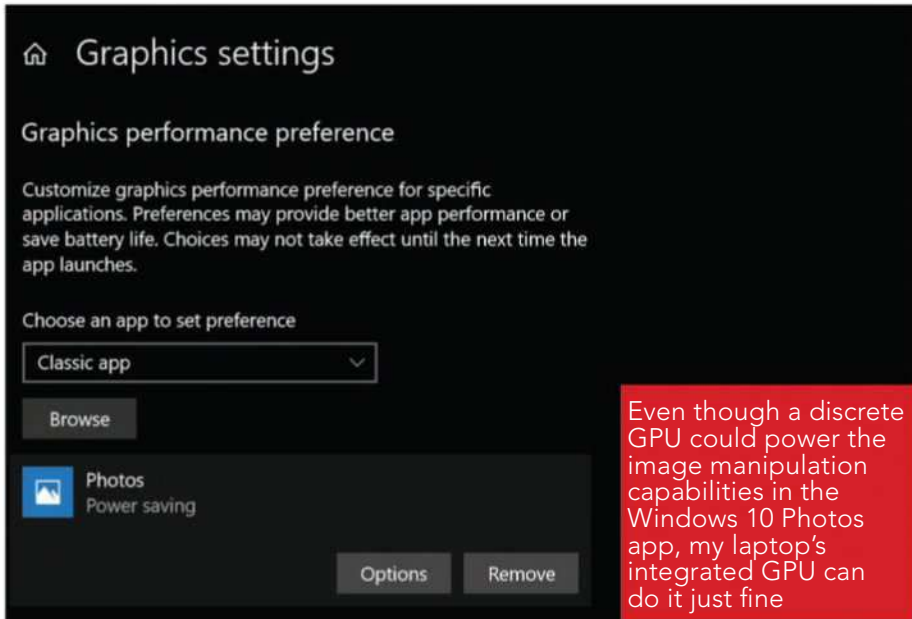 Graphics settings
Graphics performance preference
Customize graphics performance preference for specific
applications. Preferences may provide better app performance or
save battery life. Choices may not take effect until the next time the
app launches.
Choose an app to set preference
Classic app
Browse
Photos
Power saving
Options Remove
Even though a discrete
GPU could power the
image manipulation
capabilities in the
Windows 10 Photos
app, my laptop’s
integrated GPU can
do it just fine